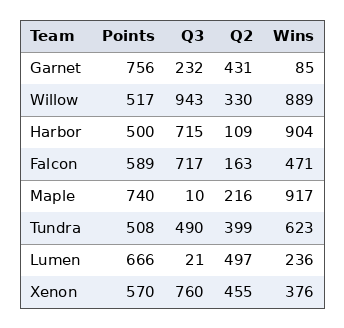 Team Points Q3 Q2 Wins
Garnet 756 232 431 85
Willow 517 943 330 889
Harbor 500 715 109 904
Falcon 589 717 163 471
Maple 740 10 216 917
Tundra 508 490 399 623
Lumen 666 21 497 236
Xenon 570 760 455 376